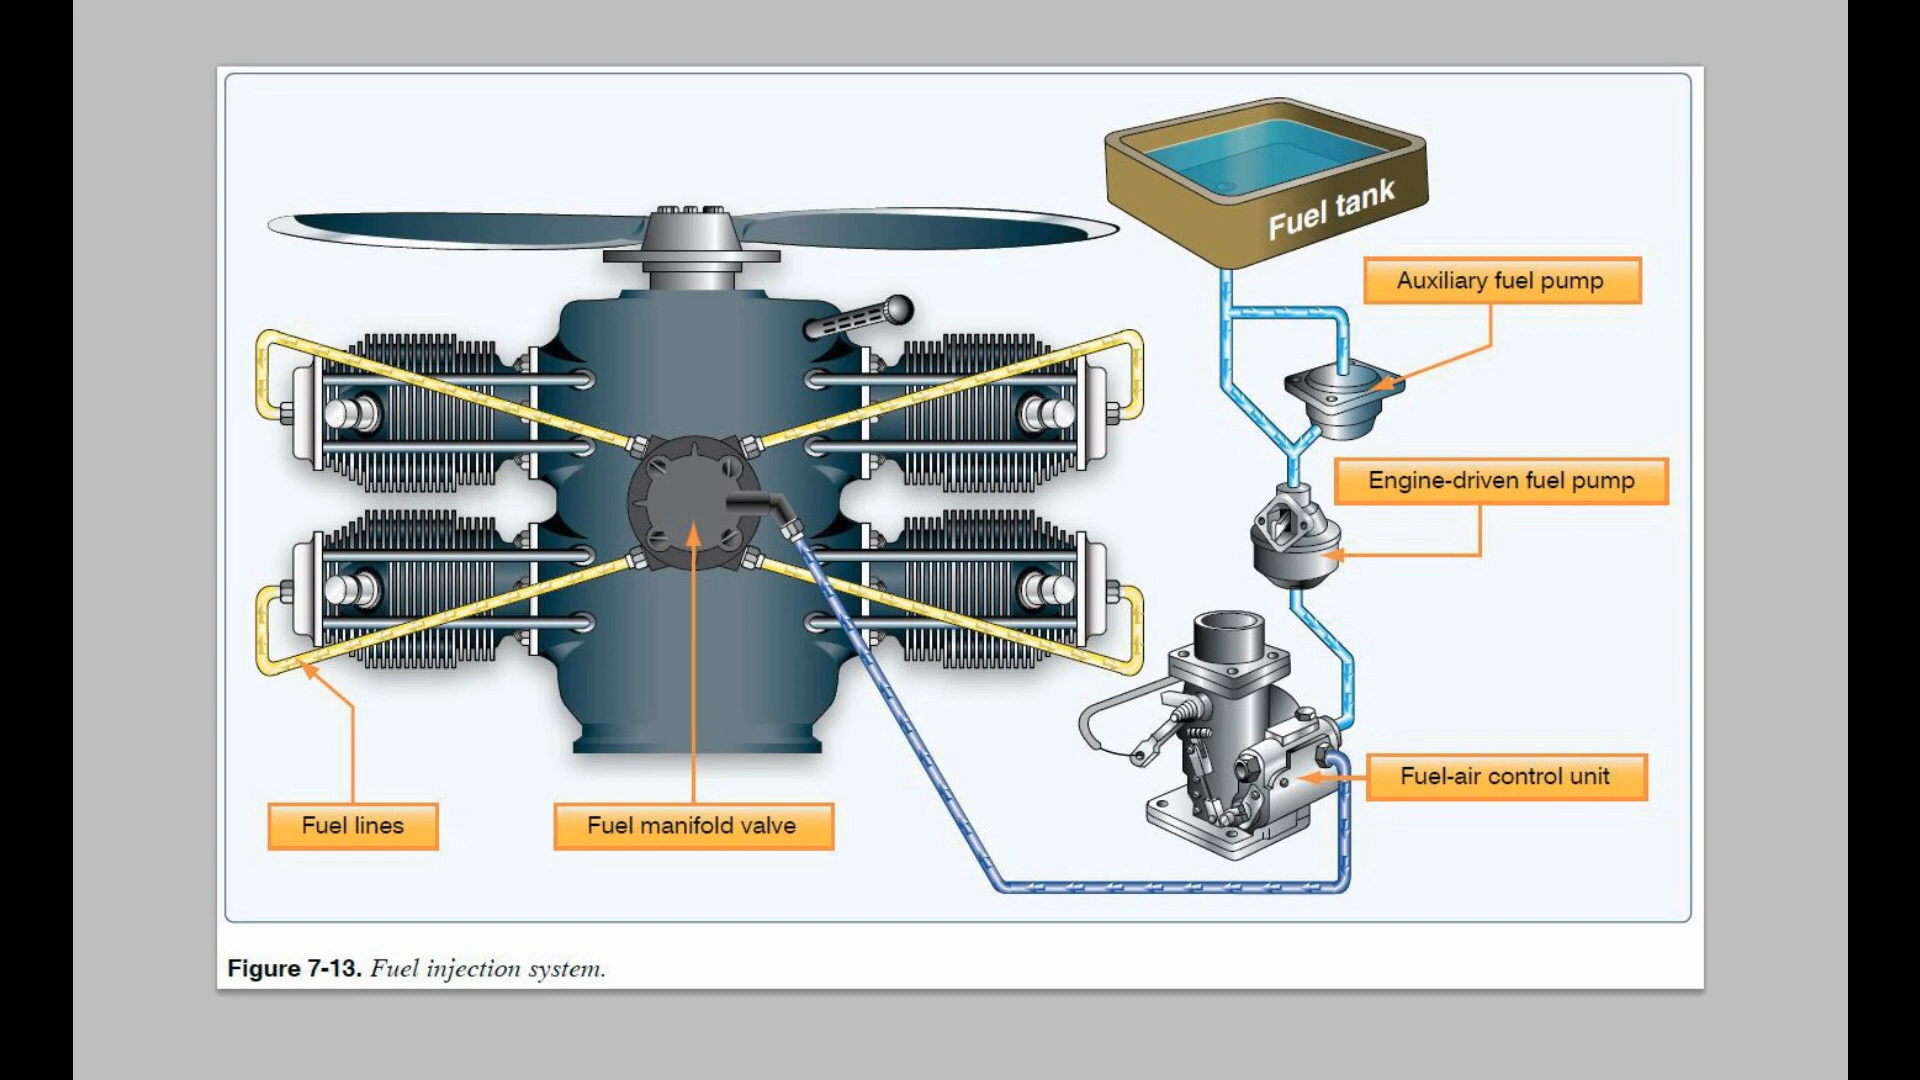 Fuel tank
Auxiliary fuel pump
Engine-driven fuel pump
Fuel-air control unit
Fuel lines
Fuel manifold valve
Figure 7-13. Fuel injection system.